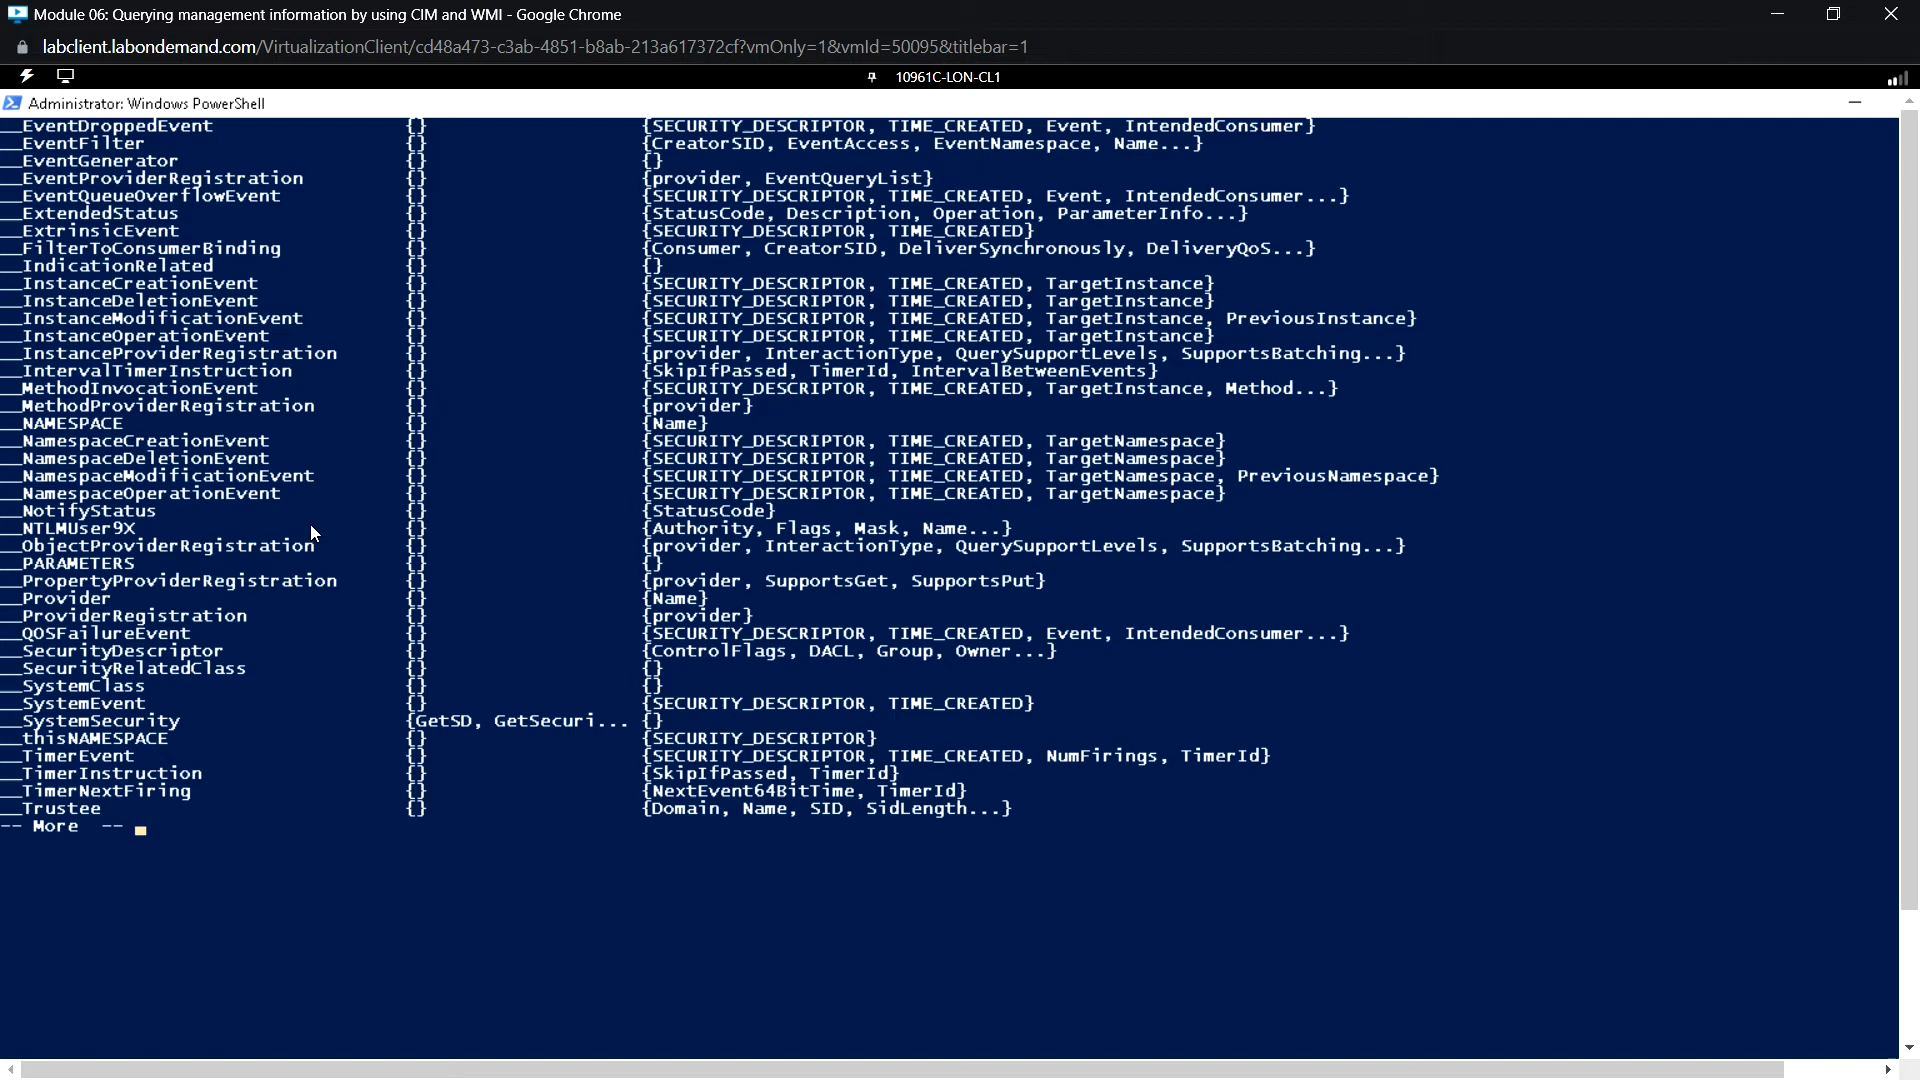 Module 06: Querying management information by using CIM and WMI - Google Chrome
labclient.labondemand.com/VirtualizationClient/cd48a473-c3ab-4851-b8ab-213a617372cf?vmOnly=1&vmId=50095&titlebar=1
10961C-LON-CL1
Administrator: Windows PowerShell
__EventDroppedEvent {} {SECURITY_DESCRIPTOR, TIME_CREATED, Event, IntendedConsumer}
__EventFilter {} {CreatorSID, EventAccess, EventNamespace, Name...}
__EventGenerator {} {}
__EventProviderRegistration {} {provider, EventQueryList}
__EventQueueOverflowEvent {} {SECURITY_DESCRIPTOR, TIME_CREATED, Event, IntendedConsumer...}
__ExtendedStatus {} {StatusCode, Description, Operation, ParameterInfo...}
__ExtrinsicEvent {} {SECURITY_DESCRIPTOR, TIME_CREATED}
__FilterToConsumerBinding {} {Consumer, CreatorSID, DeliverSynchronously, DeliveryQoS...}
__IndicationRelated {} {}
__InstanceCreationEvent {} {SECURITY_DESCRIPTOR, TIME_CREATED, TargetInstance}
__InstanceDeletionEvent {} {SECURITY_DESCRIPTOR, TIME_CREATED, TargetInstance}
__InstanceModificationEvent {} {SECURITY_DESCRIPTOR, TIME_CREATED, TargetInstance, PreviousInstance}
__InstanceOperationEvent {} {SECURITY_DESCRIPTOR, TIME_CREATED, TargetInstance}
__InstanceProviderRegistration {} {provider, InteractionType, QuerySupportLevels, SupportsBatching...}
__IntervalTimerInstruction {} {SkipIfPassed, TimerId, IntervalBetweenEvents}
__MethodInvocationEvent {} {SECURITY_DESCRIPTOR, TIME_CREATED, TargetInstance, Method...}
__MethodProviderRegistration {} {provider}
__NAMESPACE {} {Name}
__NamespaceCreationEvent {} {SECURITY_DESCRIPTOR, TIME_CREATED, TargetNamespace}
__NamespaceDeletionEvent {} {SECURITY_DESCRIPTOR, TIME_CREATED, TargetNamespace}
__NamespaceModificationEvent {} {SECURITY_DESCRIPTOR, TIME_CREATED, TargetNamespace, PreviousNamespace}
__NamespaceOperationEvent {} {SECURITY_DESCRIPTOR, TIME_CREATED, TargetNamespace}
__NotifyStatus {} {StatusCode}
__NTLMUser9X {} {Authority, Flags, Mask, Name...}
__ObjectProviderRegistration {} {provider, InteractionType, QuerySupportLevels, SupportsBatching...}
__PARAMETERS {} {}
__PropertyProviderRegistration {} {provider, SupportsGet, SupportsPut}
__Provider {} {Name}
__ProviderRegistration {} {provider}
__QOSFailureEvent {} {SECURITY_DESCRIPTOR, TIME_CREATED, Event, IntendedConsumer...}
__SecurityDescriptor {} {ControlFlags, DACL, Group, Owner...}
__SecurityRelatedClass {} {}
__SystemClass {} {}
__SystemEvent {} {SECURITY_DESCRIPTOR, TIME_CREATED}
__SystemSecurity {GetSD, GetSecuri... {}
__thisNAMESPACE {} {SECURITY_DESCRIPTOR}
__TimerEvent {} {SECURITY_DESCRIPTOR, TIME_CREATED, NumFirings, TimerId}
__TimerInstruction {} {SkipIfPassed, TimerId}
__TimerNextFiring {} {NextEvent64BitTime, TimerId}
__Trustee {} {Domain, Name, SID, SidLength...}
-- More --